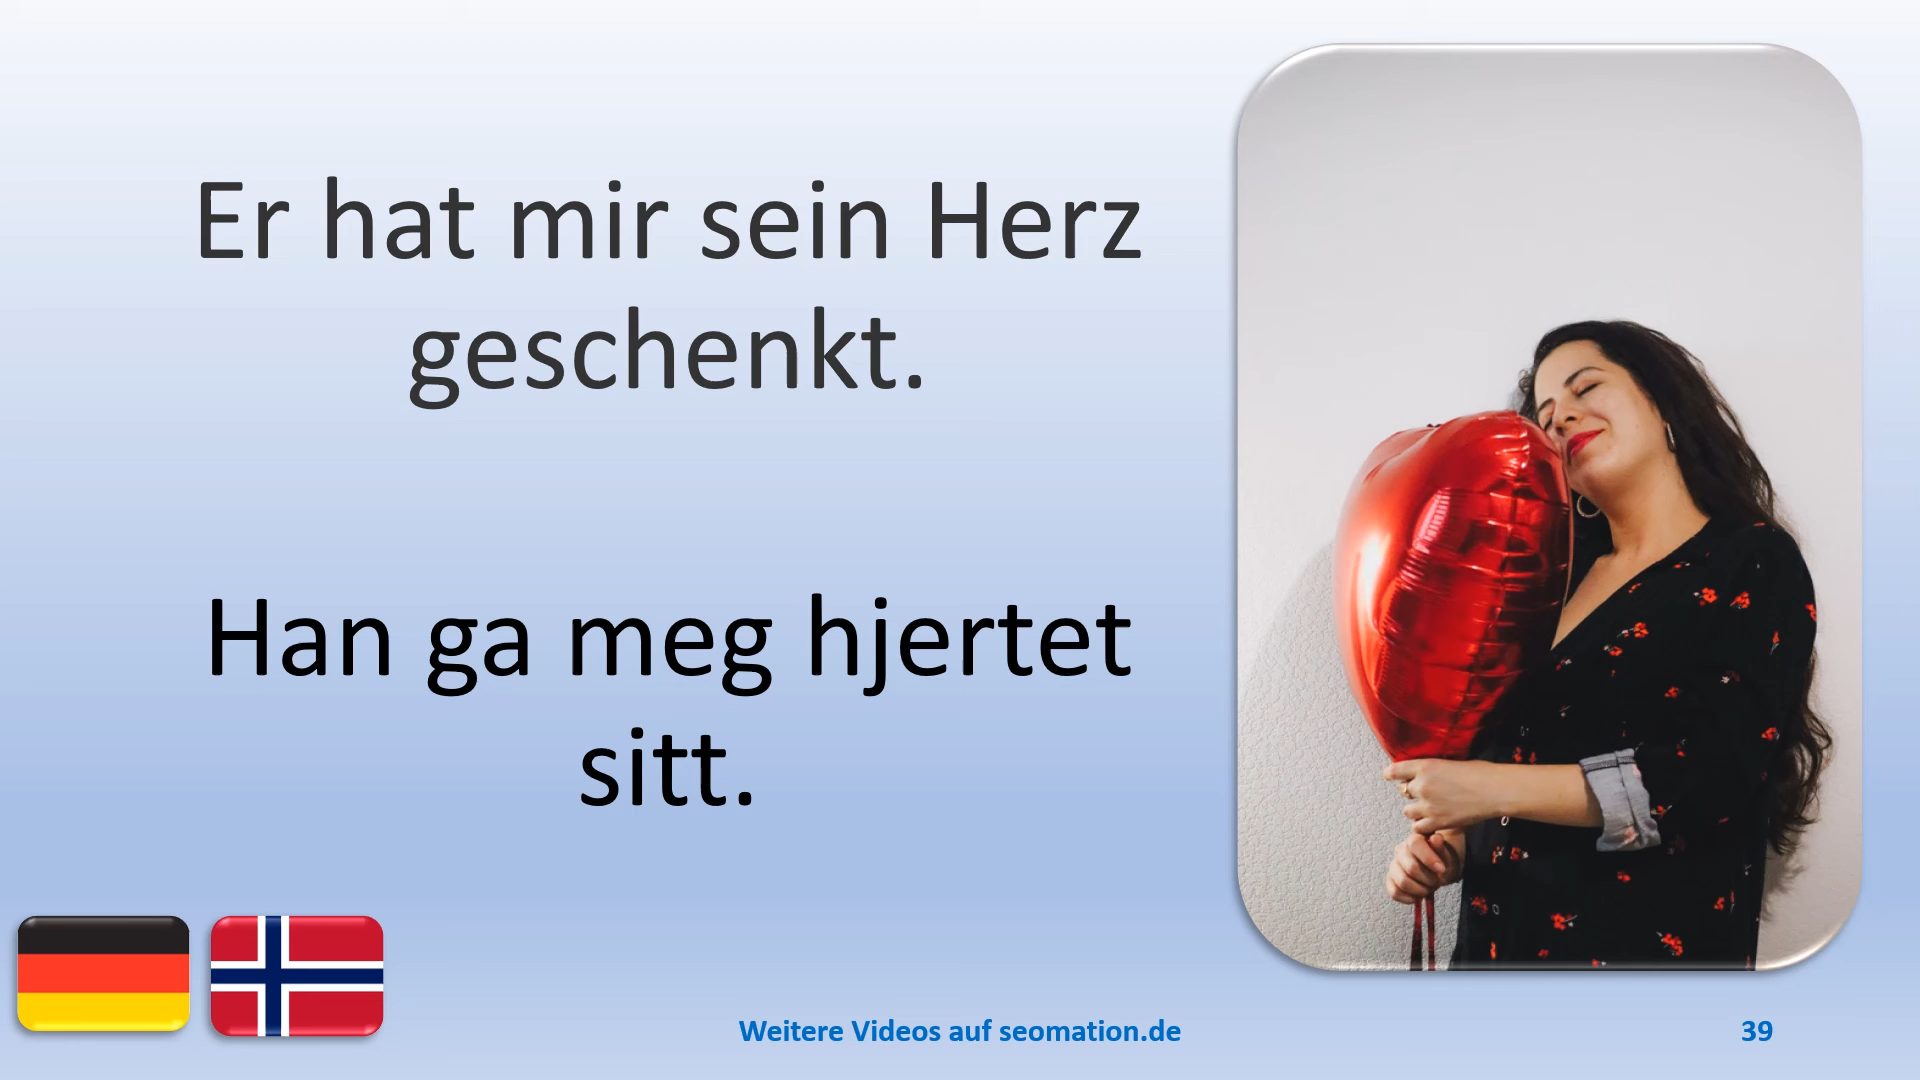 Er hat mir sein Herz
geschenkt.
Han ga meg hjertet
sitt.
Weitere Videos auf seomation.de
39